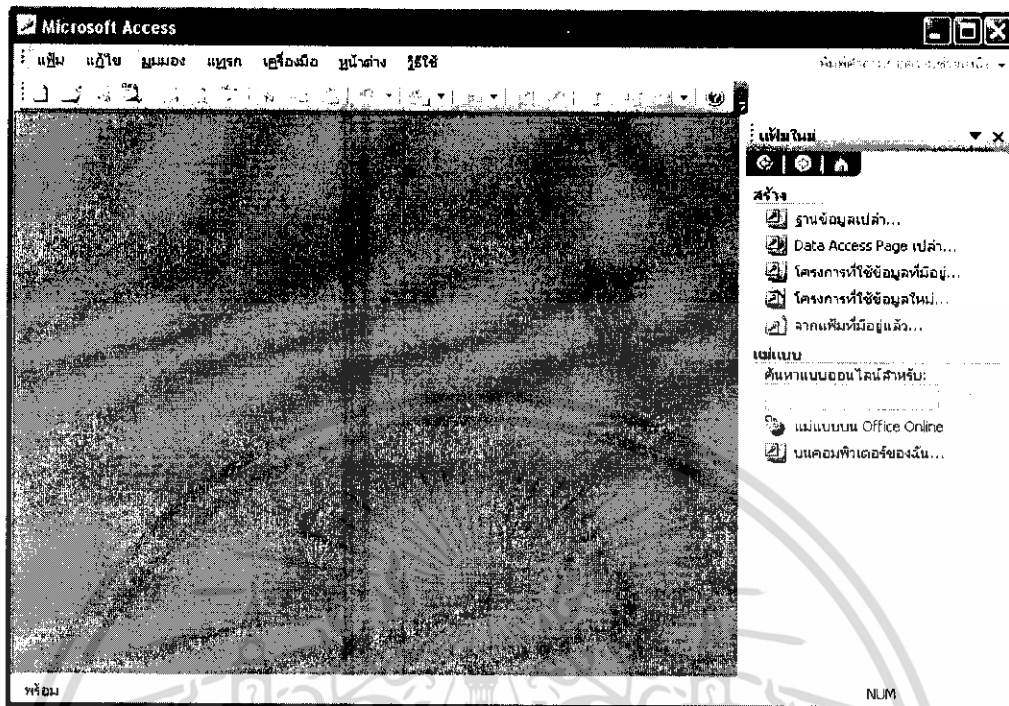 Microsoft Access
แฟ้ม แก้ไข มุมมอง แทรก เครื่องมือ หน้าต่าง วิธีใช้
แฟ้มใหม่
สร้าง
ฐานข้อมูลเปล่า...
Data Access Page เปล่า...
โครงการที่ใช้ข้อมูลที่มีอยู่...
โครงการที่ใช้ข้อมูลใหม่...
จากแฟ้มที่มีอยู่แล้ว...
แม่แบบ
ค้นหาแบบออนไลน์สำหรับ:
แม่แบบบน Office Online
บนคอมพิวเตอร์ของฉัน...
พร้อม NUM